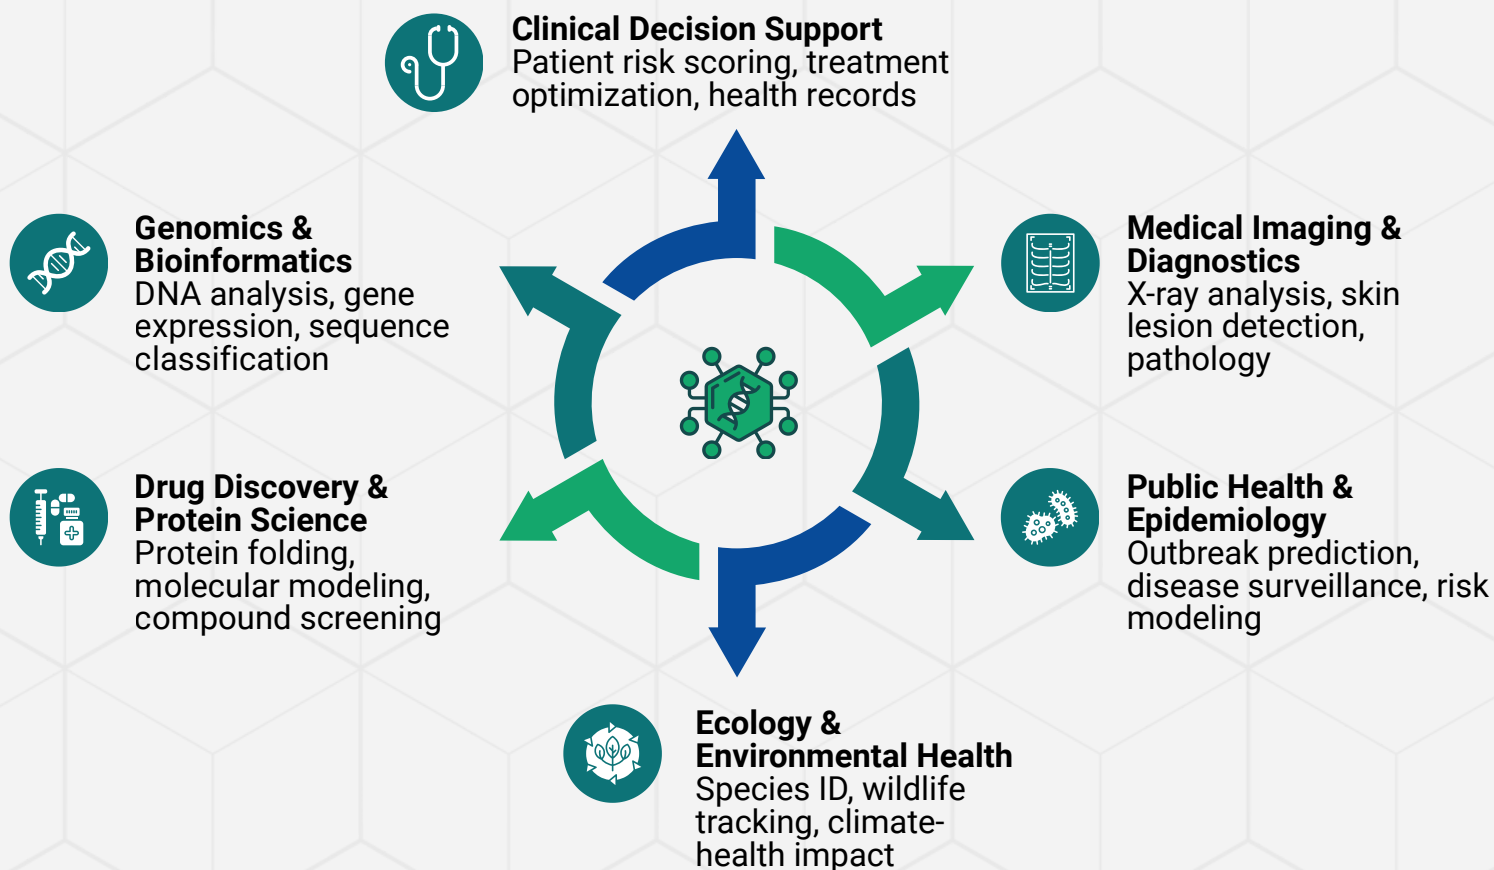 Clinical Decision Support
Patient risk scoring, treatment
optimization, health records
Genomics &
Bioinformatics
DNA analysis, gene
expression, sequence
classification
Medical Imaging &
Diagnostics
X-ray analysis, skin
lesion detection,
pathology
Drug Discovery &
Protein Science
Protein folding,
molecular modeling,
compound screening
Public Health &
Epidemiology
Outbreak prediction,
disease surveillance, risk
modeling
Ecology &
Environmental Health
Species ID, wildlife
tracking, climate-
health impact